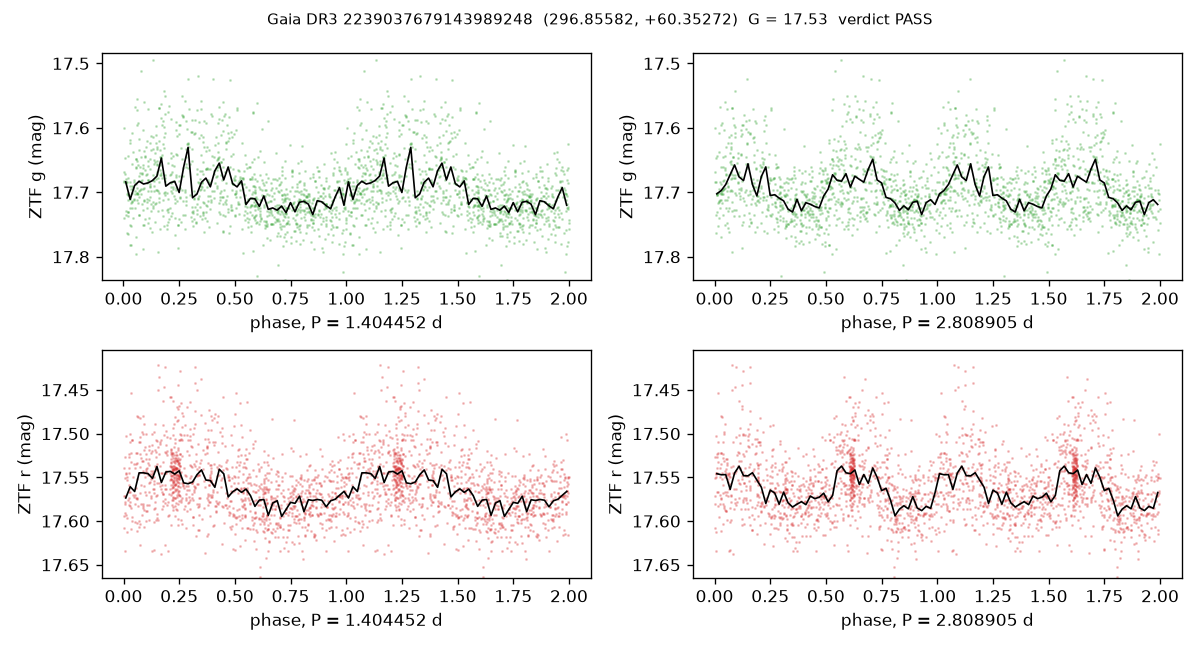 Gaia DR3 2239037679143989248  (296.85582, +60.35272)  G = 17.53  verdict PASS
ZTF g (mag)
17.5
17.6
17.7
17.8
0.00 0.25 0.50 0.75 1.00 1.25 1.50 1.75 2.00
phase, P = 1.404452 d
ZTF g (mag)
17.5
17.6
17.7
17.8
0.00 0.25 0.50 0.75 1.00 1.25 1.50 1.75 2.00
phase, P = 2.808905 d
ZTF r (mag)
17.45
17.50
17.55
17.60
17.65
0.00 0.25 0.50 0.75 1.00 1.25 1.50 1.75 2.00
phase, P = 1.404452 d
ZTF r (mag)
17.45
17.50
17.55
17.60
17.65
0.00 0.25 0.50 0.75 1.00 1.25 1.50 1.75 2.00
phase, P = 2.808905 d